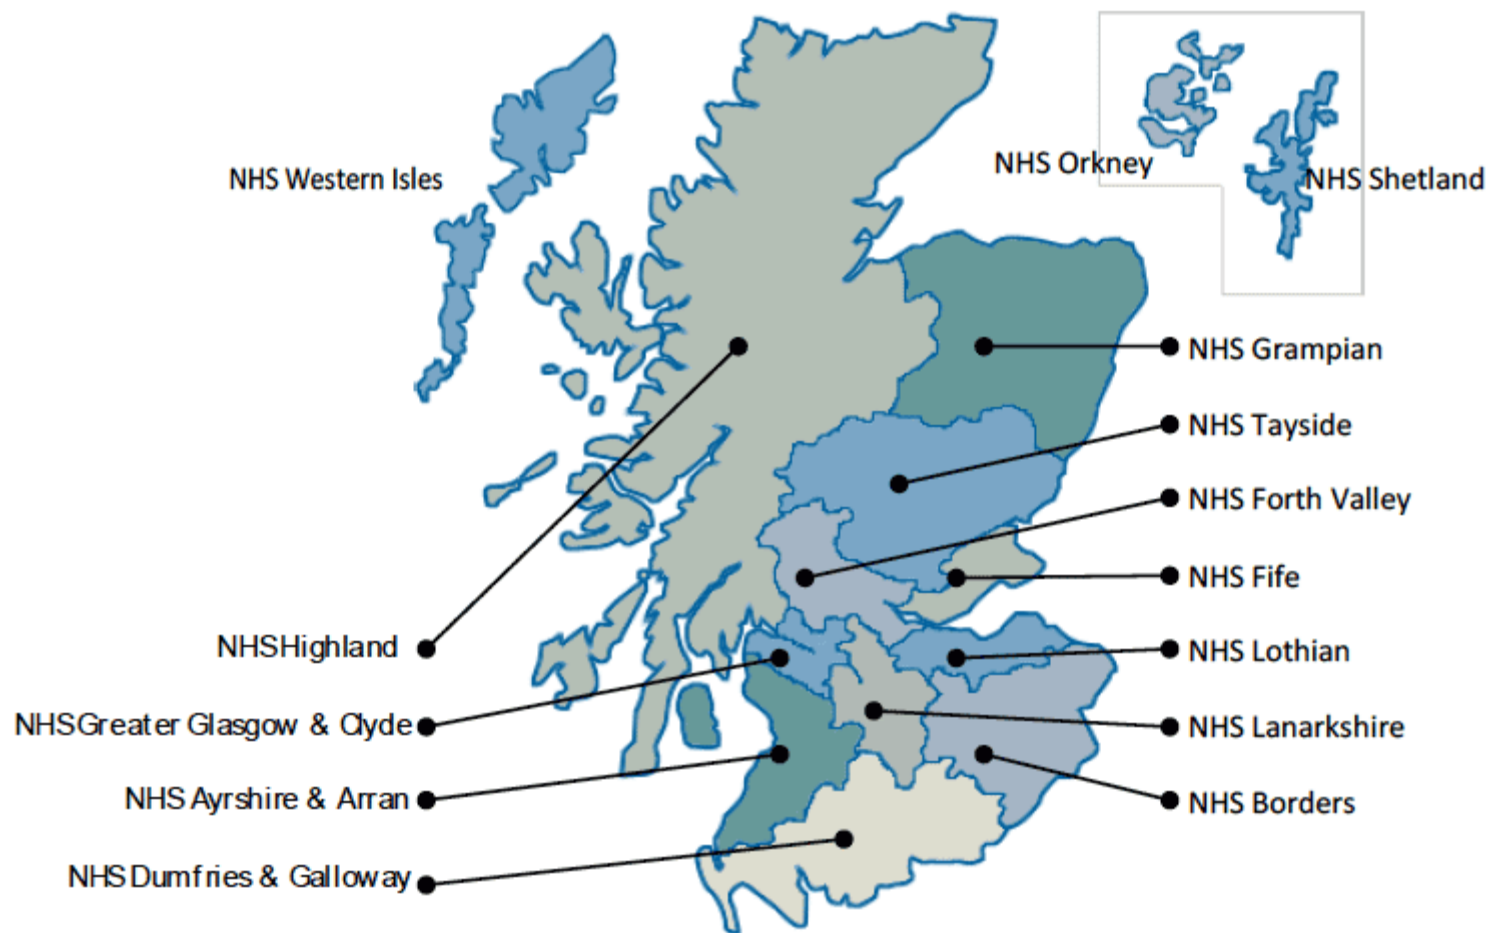 NHS Western Isles
NHS Orkney
NHS Shetland
NHS Grampian
NHS Tayside
NHS Forth Valley
NHS Fife
NHS Lothian
NHS Lanarkshire
NHS Borders
NHSHighland
NHSGreater Glasgow & Clyde
NHS Ayrshire & Arran
NHS Dumfries & Galloway